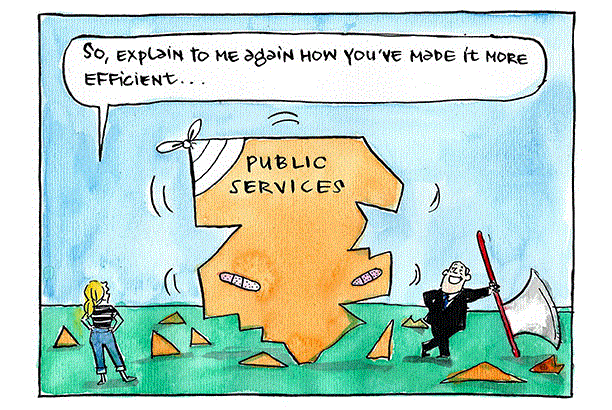 So, explain to me again how you've made it more
efficient...
PUBLIC
SERVICES